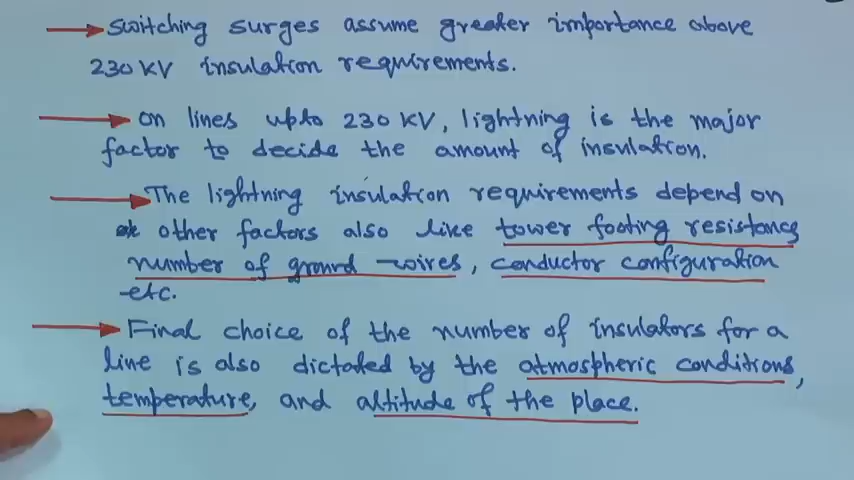 switching surges assume greater importance above
230 KV insulation requirements.
on lines upto 230 KV, lightning is the major
factor to decide the amount of insulation.
The lightning insulation requirements depend on
other factors also like tower footing resistance
number of ground wires, conductor configuration
etc.
Final choice of the number of insulators for a
line is also dictated by the atmospheric conditions,
temperature, and altitude of the place.